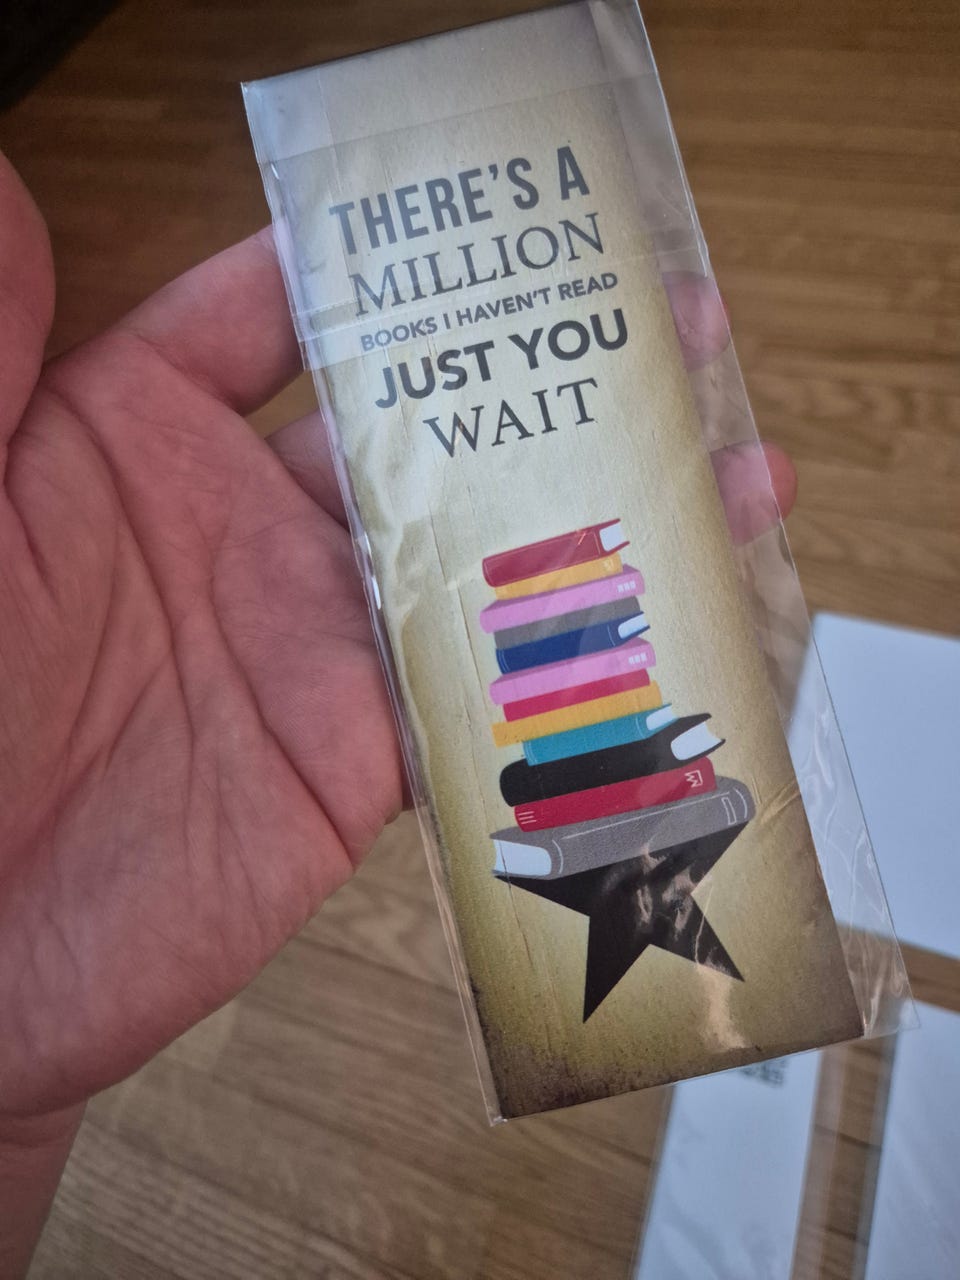 THERE'S A
MILLION
BOOKS I HAVEN'T READ
JUST YOU
WAIT